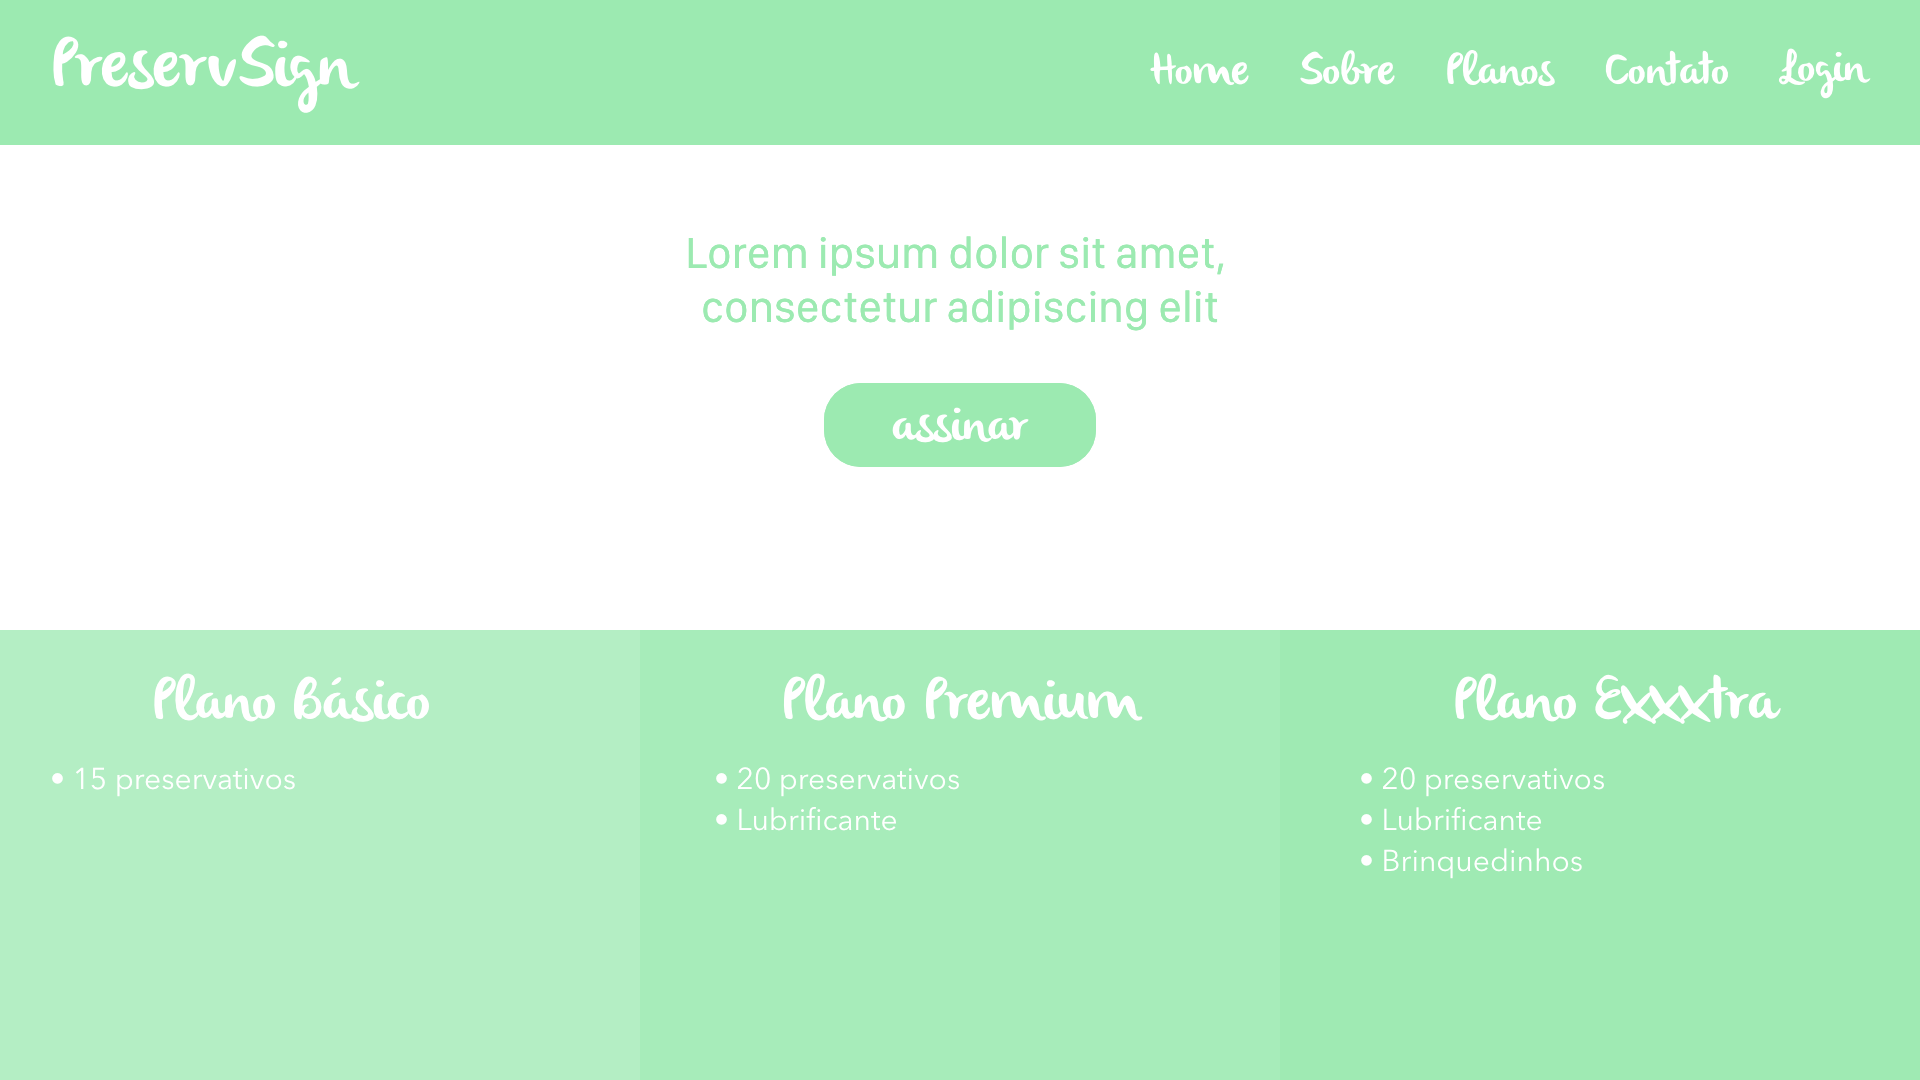 PreservSign
Home Sobre Planos Contato Login
Lorem ipsum dolor sit amet,
consectetur adipiscing elit
assinar
Plano Básico
• 15 preservativos
Plano Premium
• 20 preservativos
• Lubrificante
Plano Exxxtra
• 20 preservativos
• Lubrificante
• Brinquedinhos